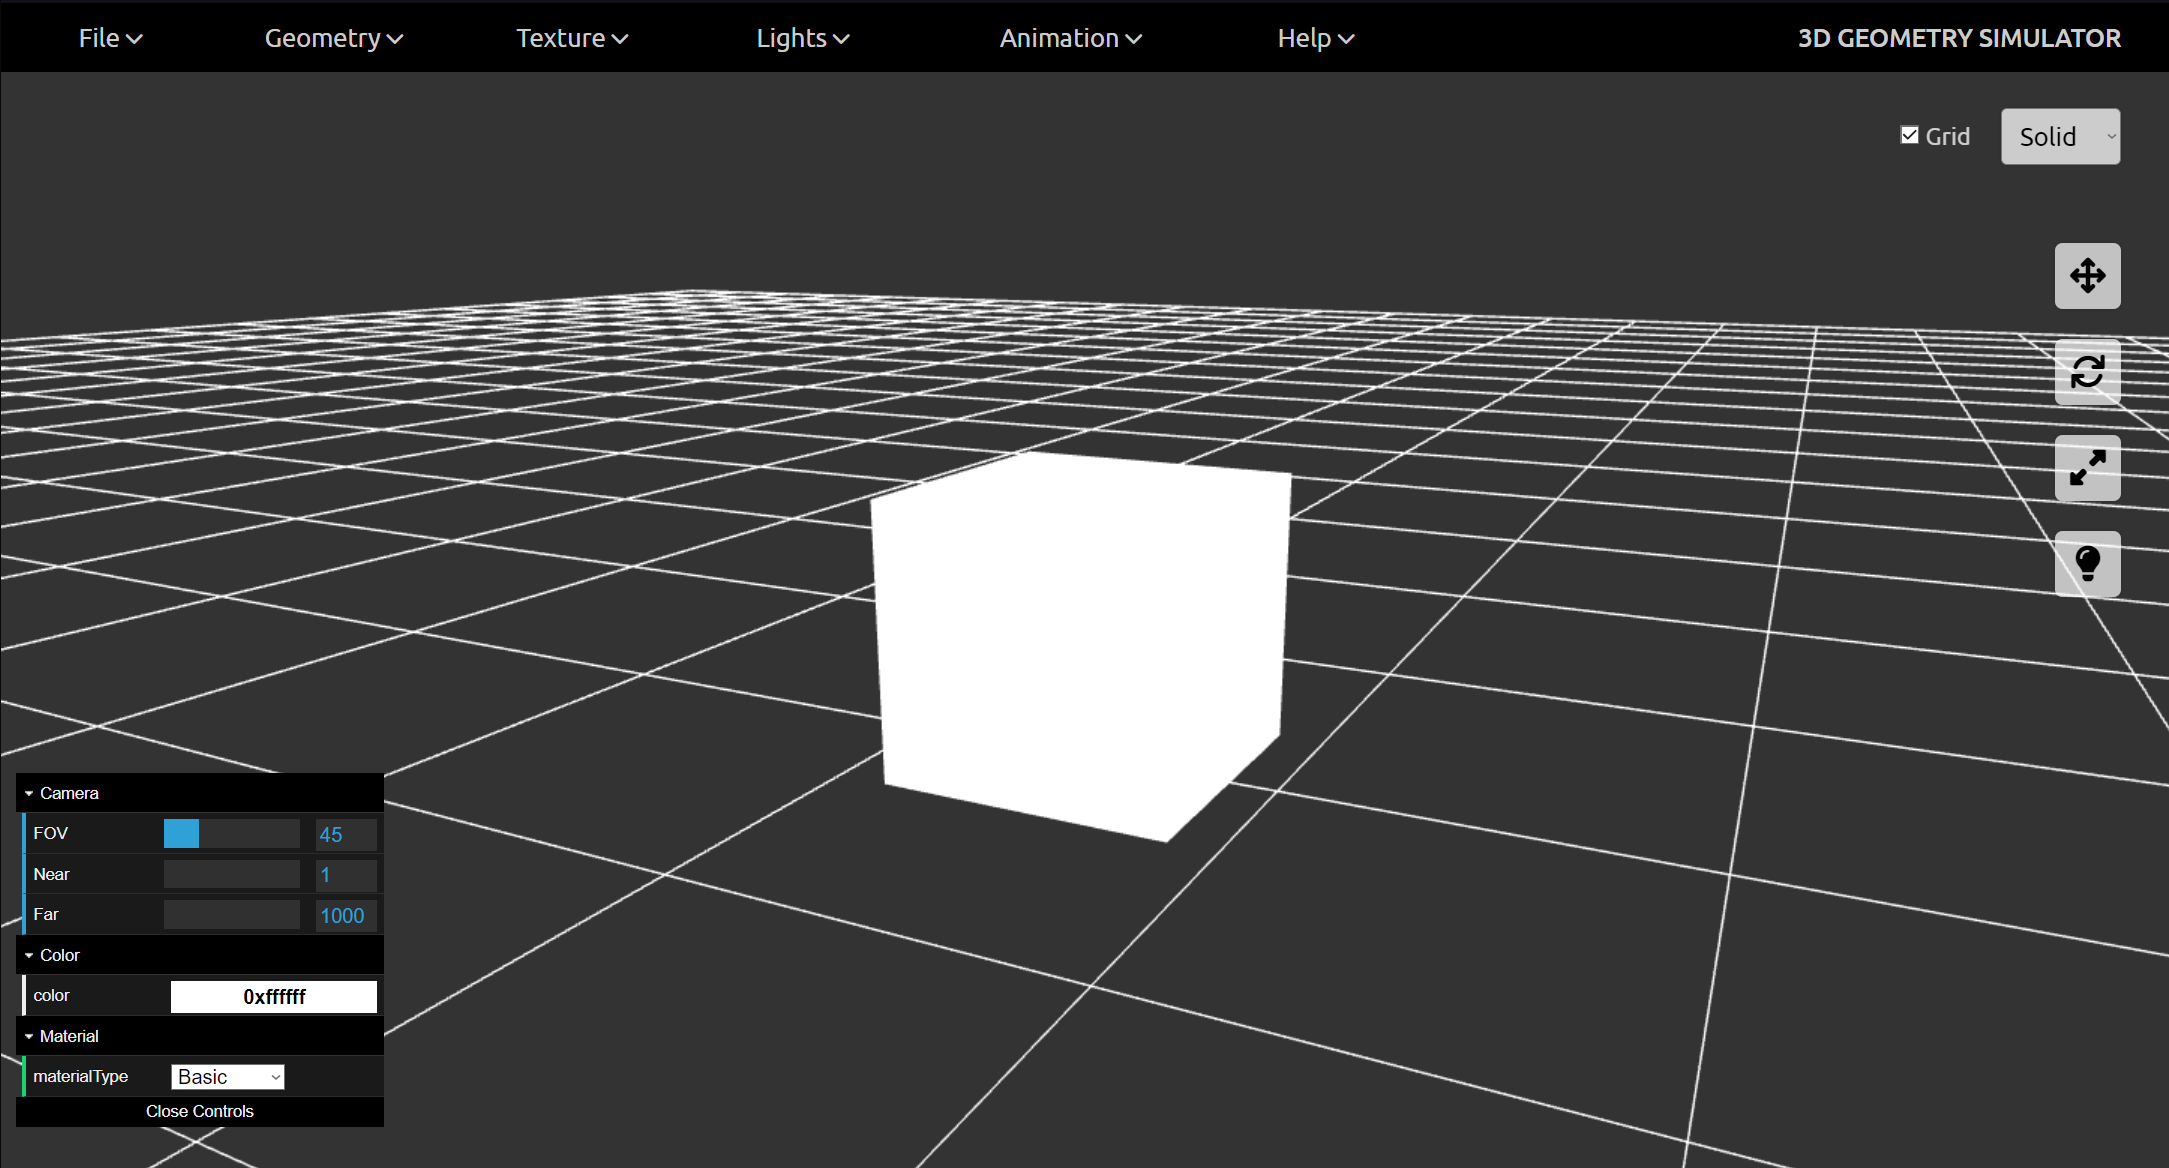 File Geometry Texture Lights Animation Help 3D GEOMETRY SIMULATOR
Grid Solid
Camera
FOV 45
Near 1
Far 1000
Color
color 0xffffff
Material
materialType Basic
Close Controls